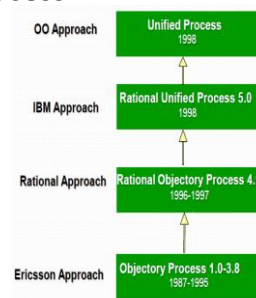 OO Approach
Unified Process
1998
IBM Approach
Rational Unified Process 5.0
1998
Rational Approach
Rational Objectory Process 4.
1996-1997
Ericsson Approach
Objectory Process 1.0-3.8
1987-1995